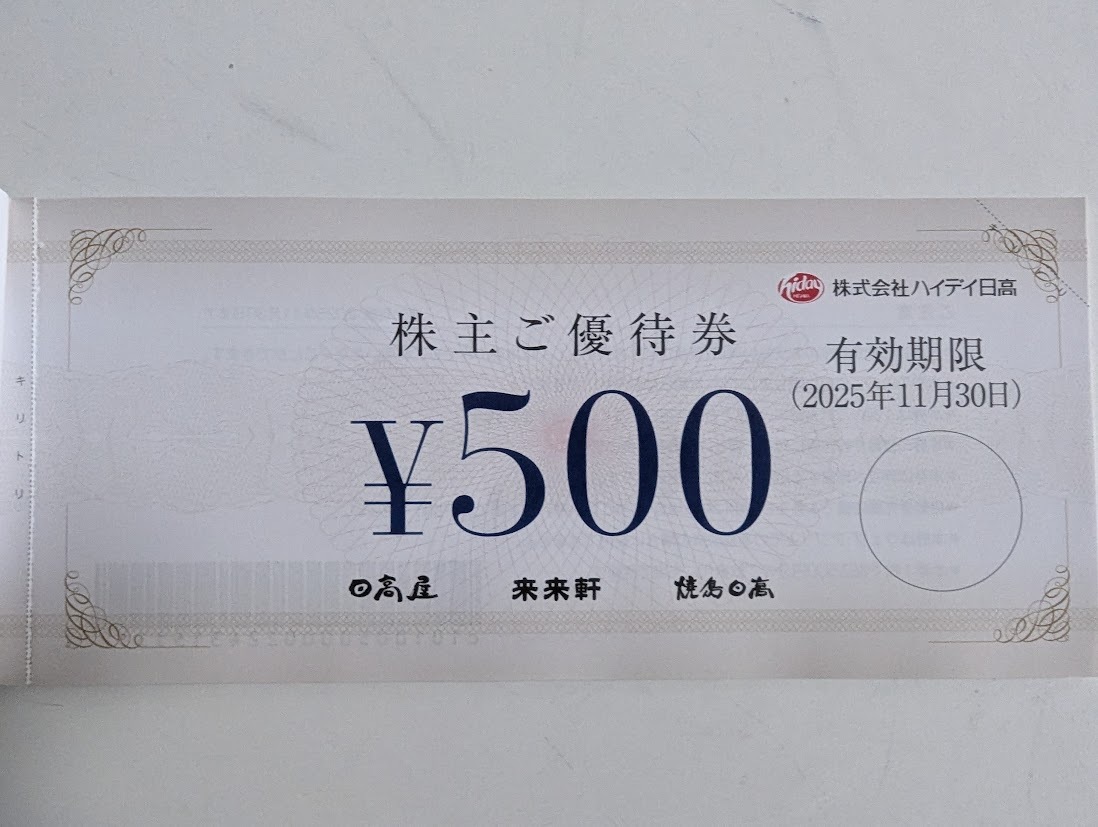 hiday 株式会社ハイデイ日高
株主ご優待券
有効期限
(2025年11月30日)
¥500
日高屋 来来軒 焼鳥日高
キリトリ